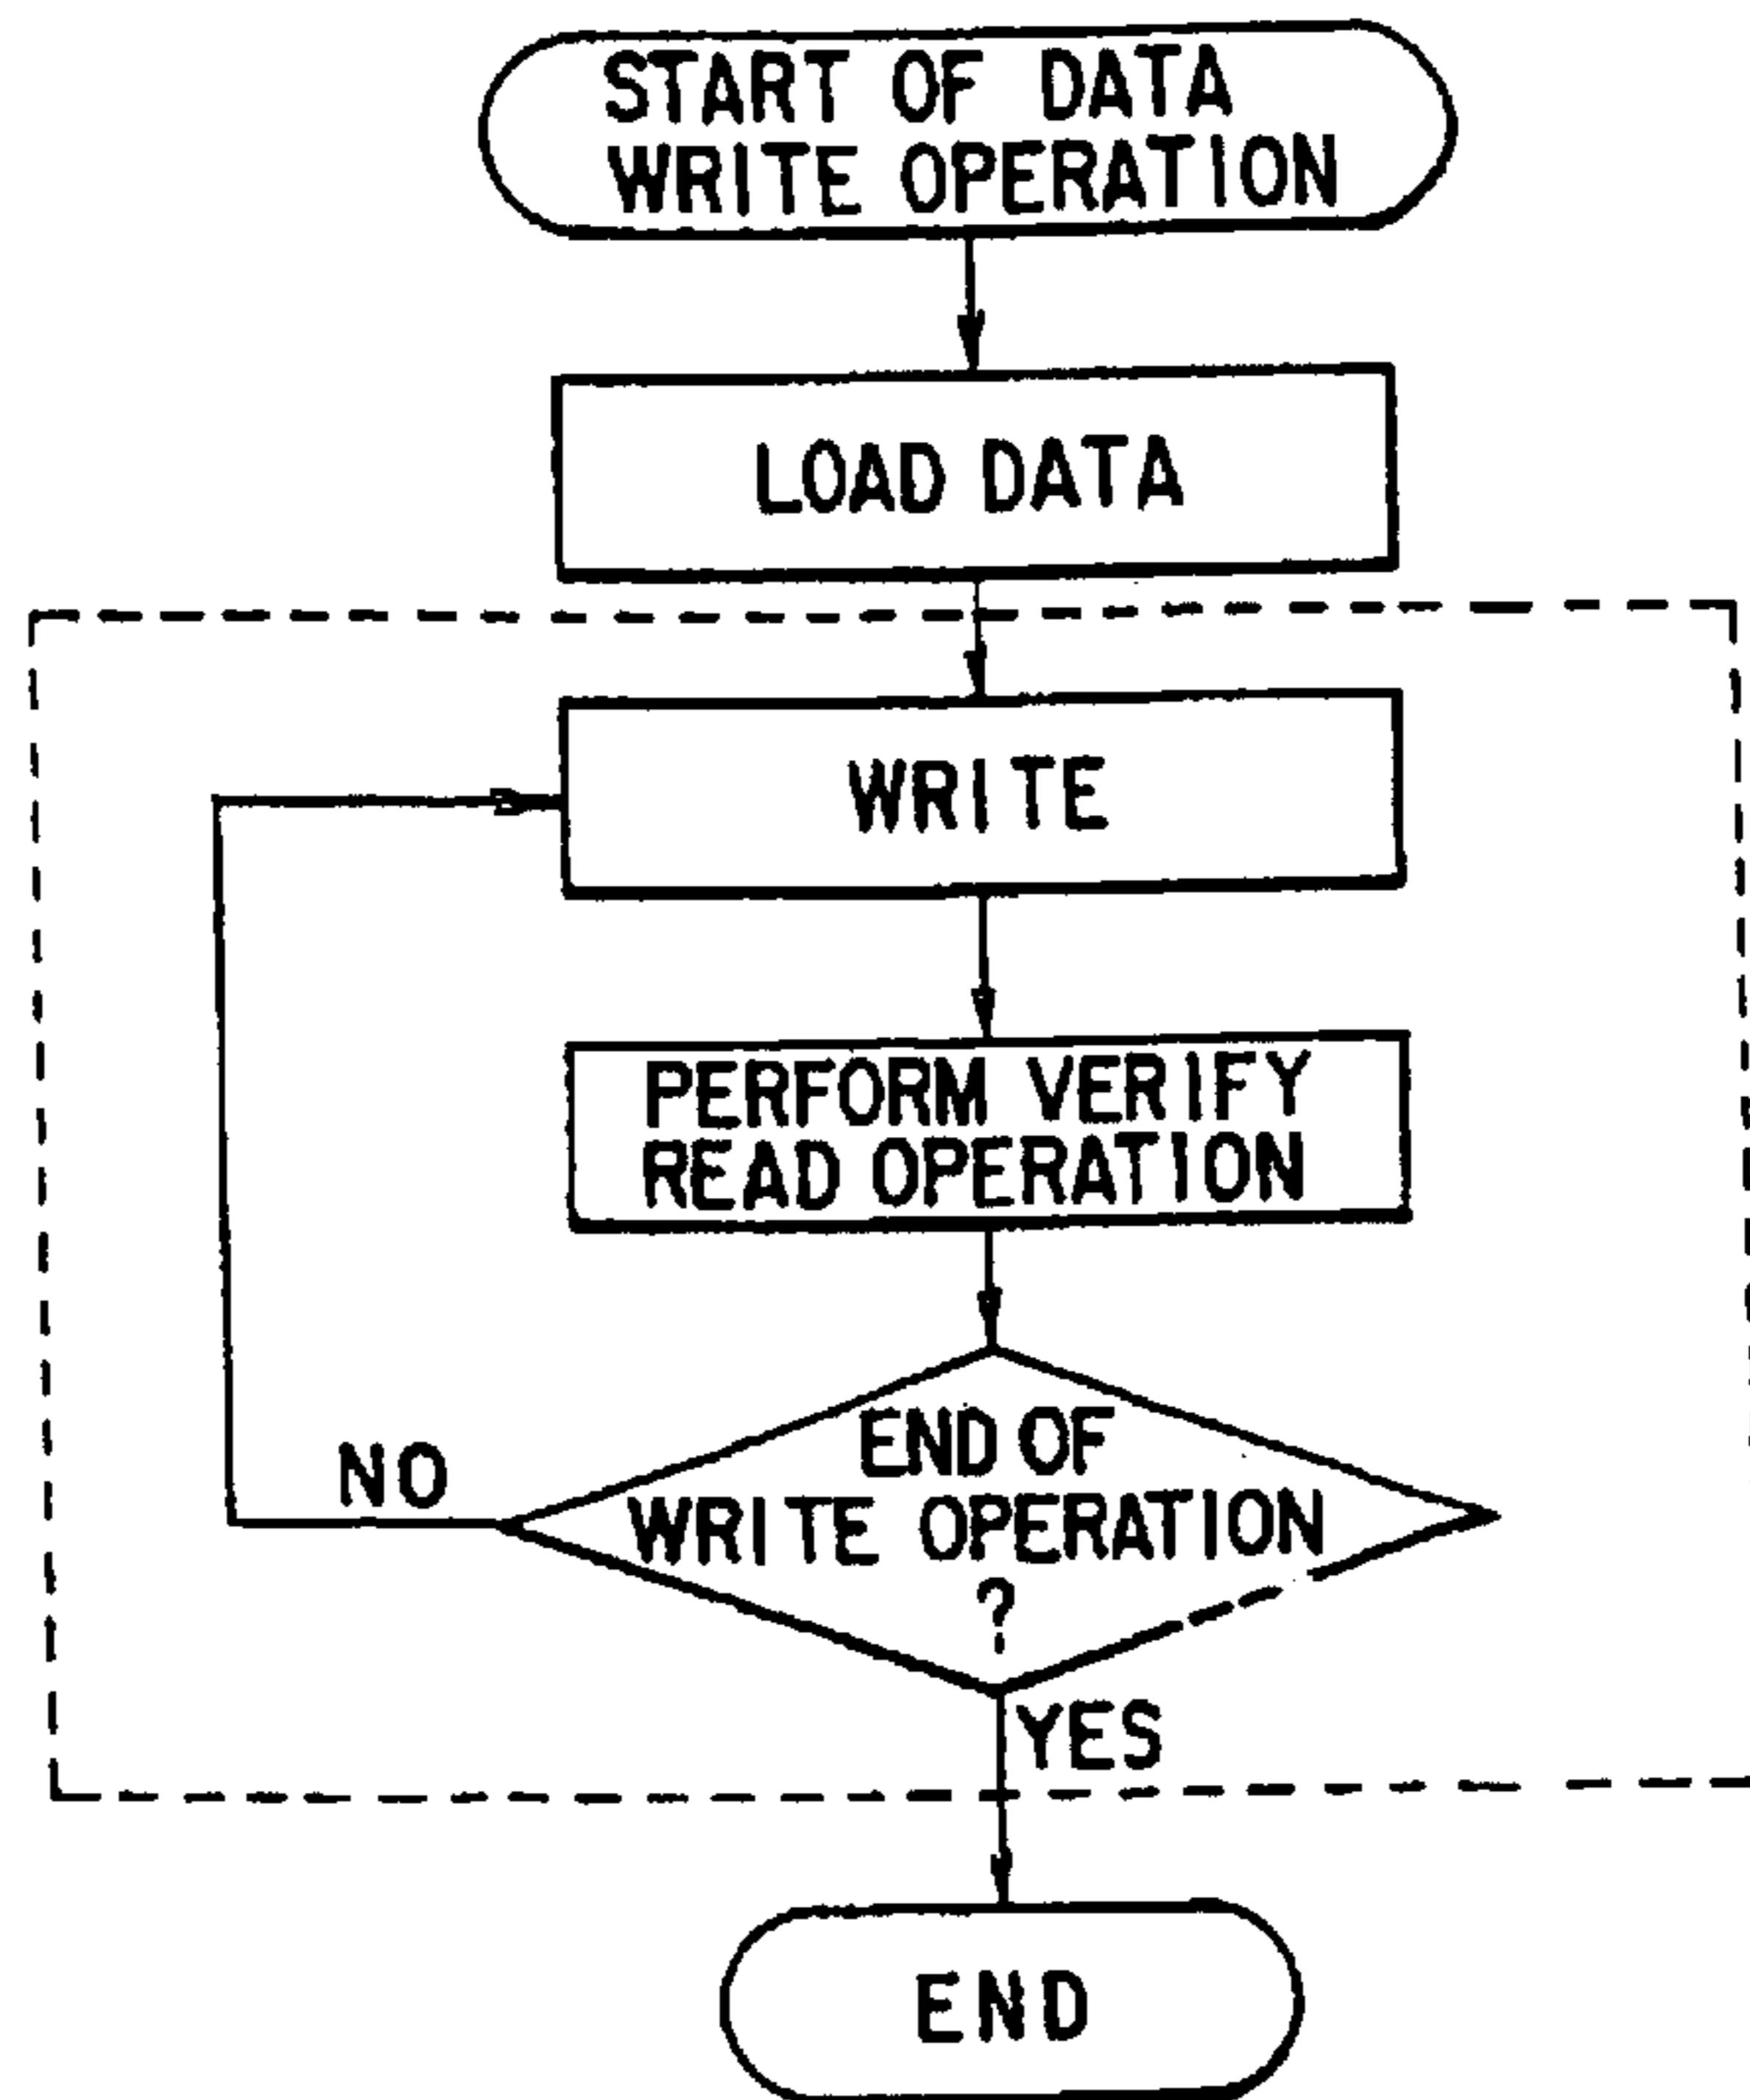 START OF DATA
WRITE OPERATION
LOAD DATA
WRITE
PERFORM VERIFY
READ OPERATION
END OF
WRITE OPERATION
?
NO
YES
END